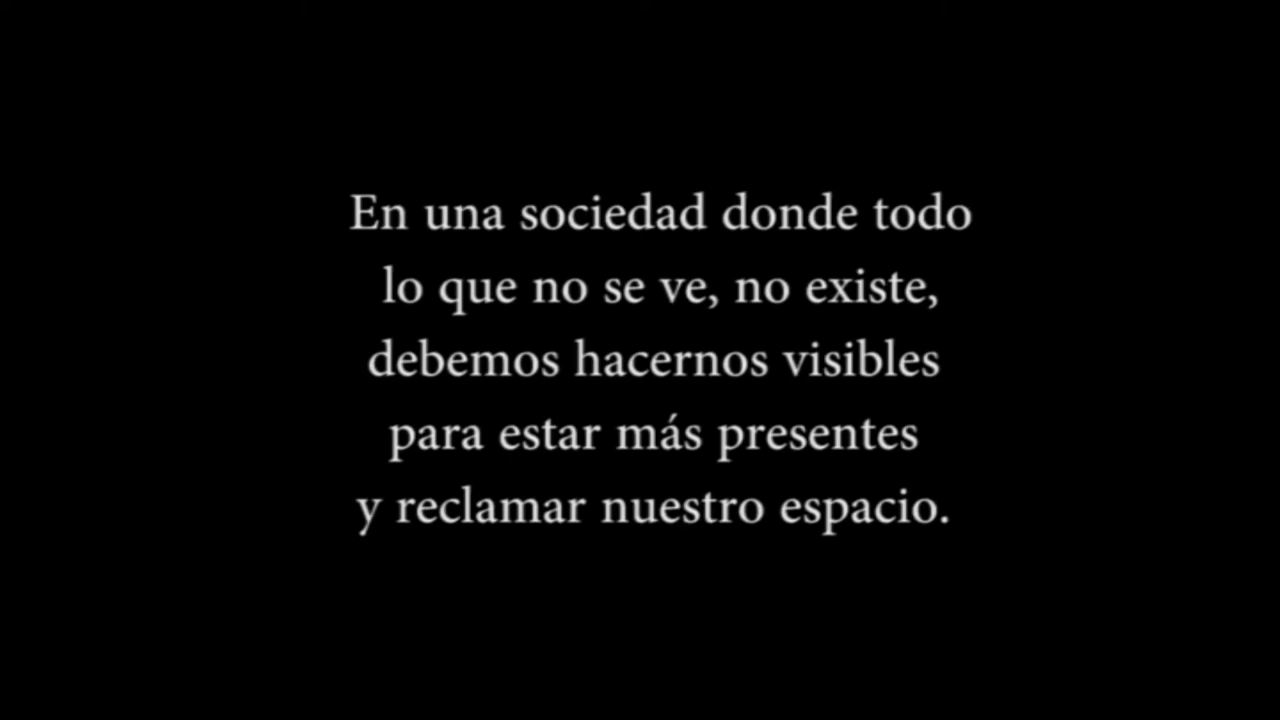 En una sociedad donde todo
lo que no se ve, no existe,
debemos hacernos visibles
para estar más presentes
y reclamar nuestro espacio.